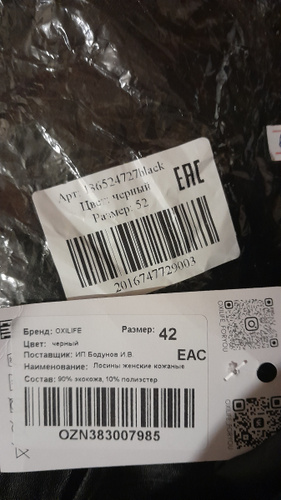 Арт. 136524727black
Цвет: черный
Размер: 52
EAC
2016747729003
Бренд: OXILIFE
Размер: 42
Цвет: черный
Поставщик: ИП Бодунов И.В.
EAC
Наименование: Лосины женские кожаные
Состав: 90% экокожа, 10% полиэстер
OZN383007985